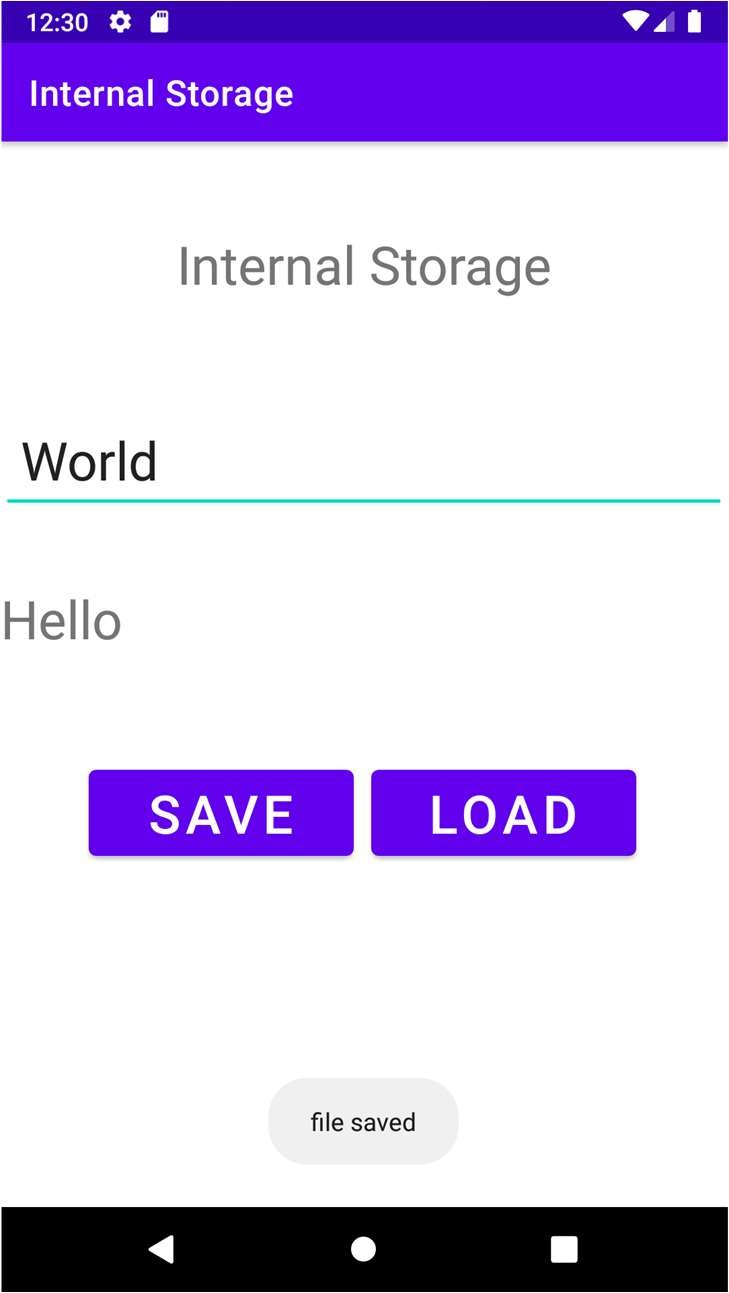 12:30
Internal Storage
Internal Storage
World
Hello
SAVE LOAD
file saved